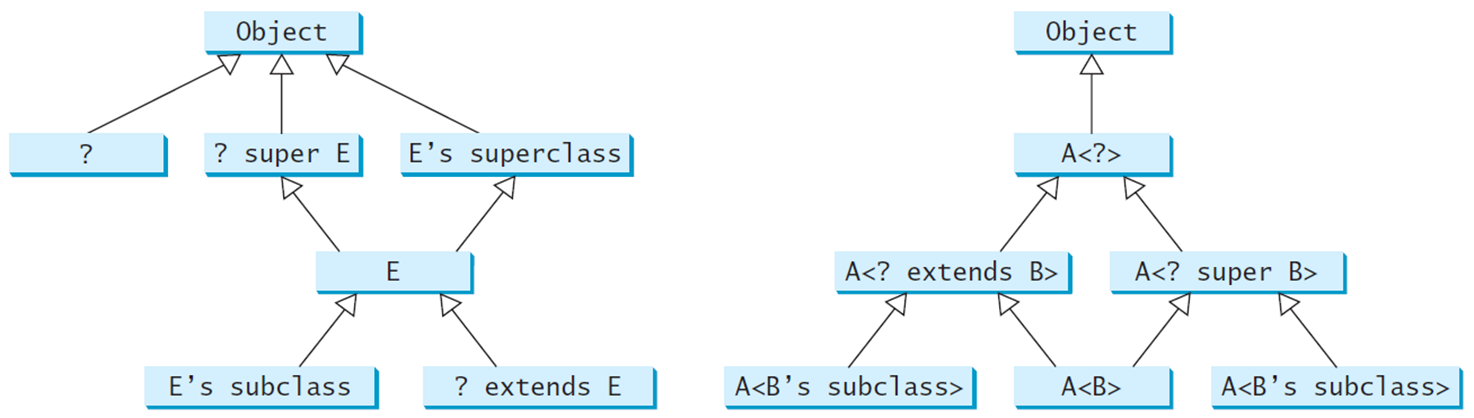 Object
?
? super E
E’s superclass
E
E’s subclass
? extends E
Object
A<?>
A<? extends B>
A<? super B>
A<B’s subclass>
A<B>
A<B’s subclass>